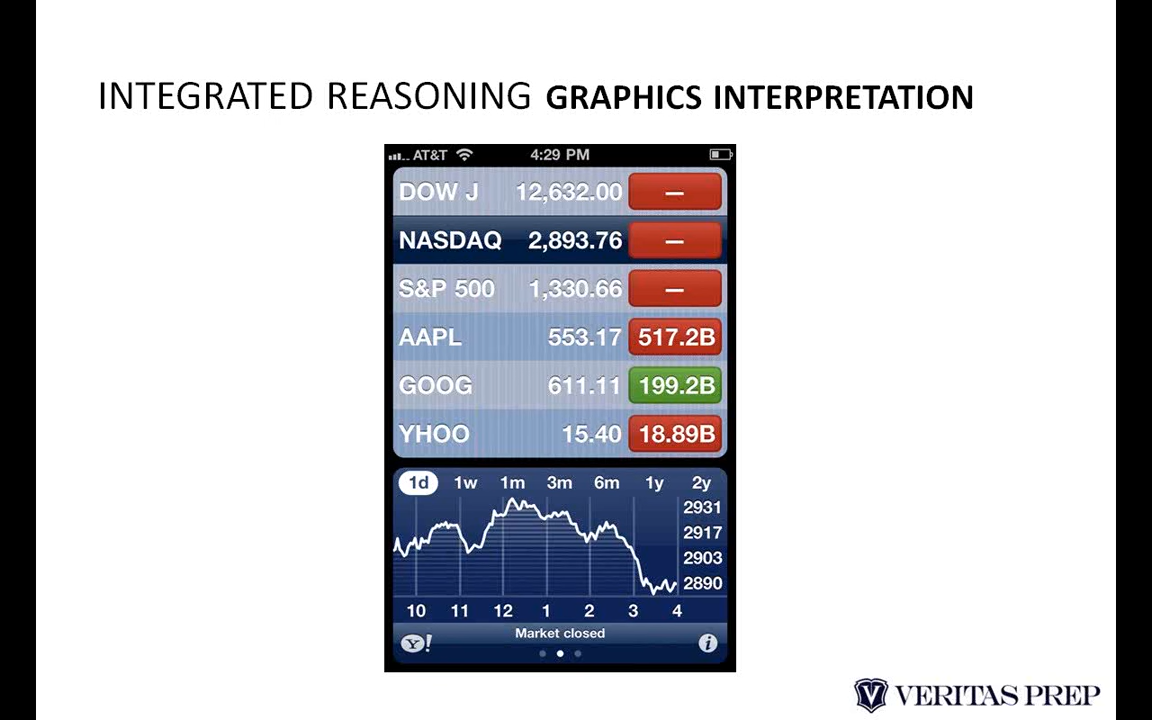 INTEGRATED REASONING GRAPHICS INTERPRETATION
AT&T 4:29 PM
DOW J 12,632.00 –
NASDAQ 2,893.76 –
S&P 500 1,330.66 –
AAPL 553.17 517.2B
GOOG 611.11 199.2B
YHOO 15.40 18.89B
1d 1w 1m 3m 6m 1y 2y
2931
2917
2903
2890
10 11 12 1 2 3 4
Market closed
Y! i
V VERITAS PREP